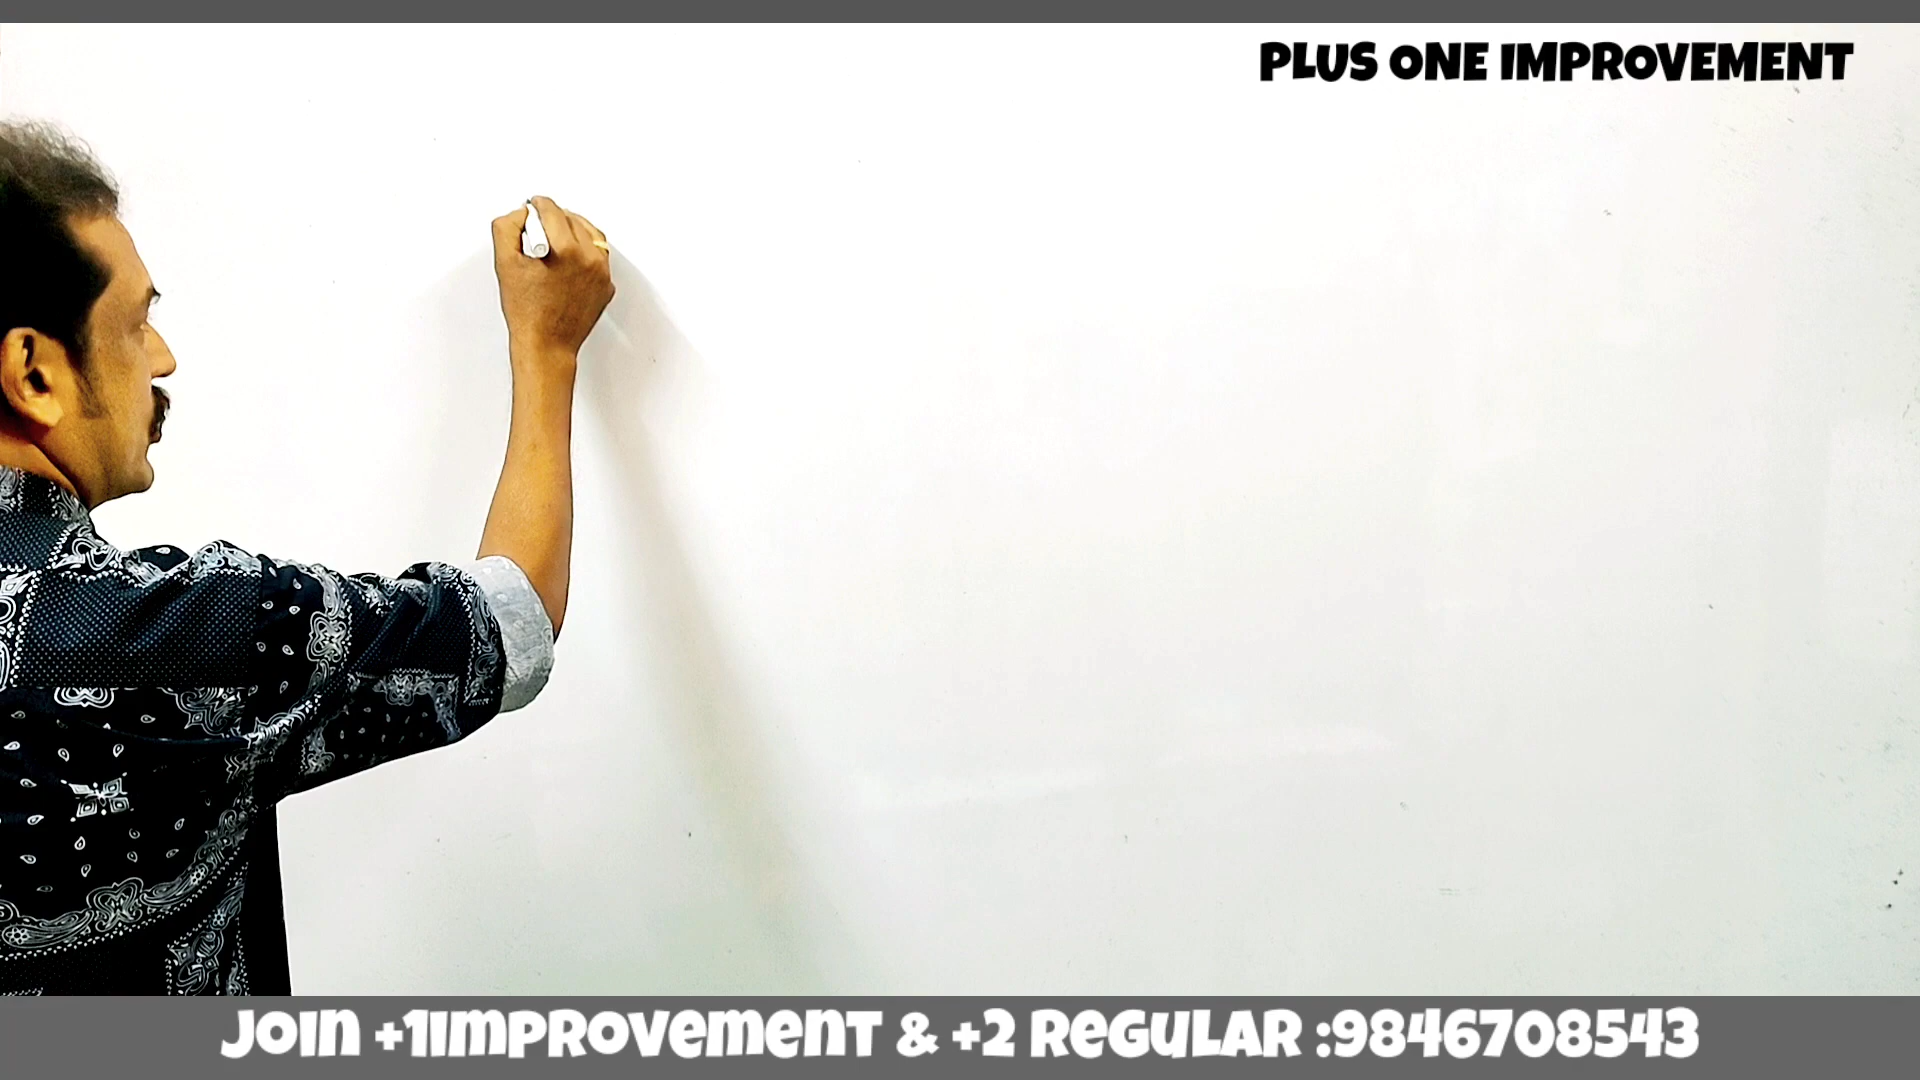 PLUS ONE IMPROVEMENT
Join +1Improvement & +2 Regular :9846708543